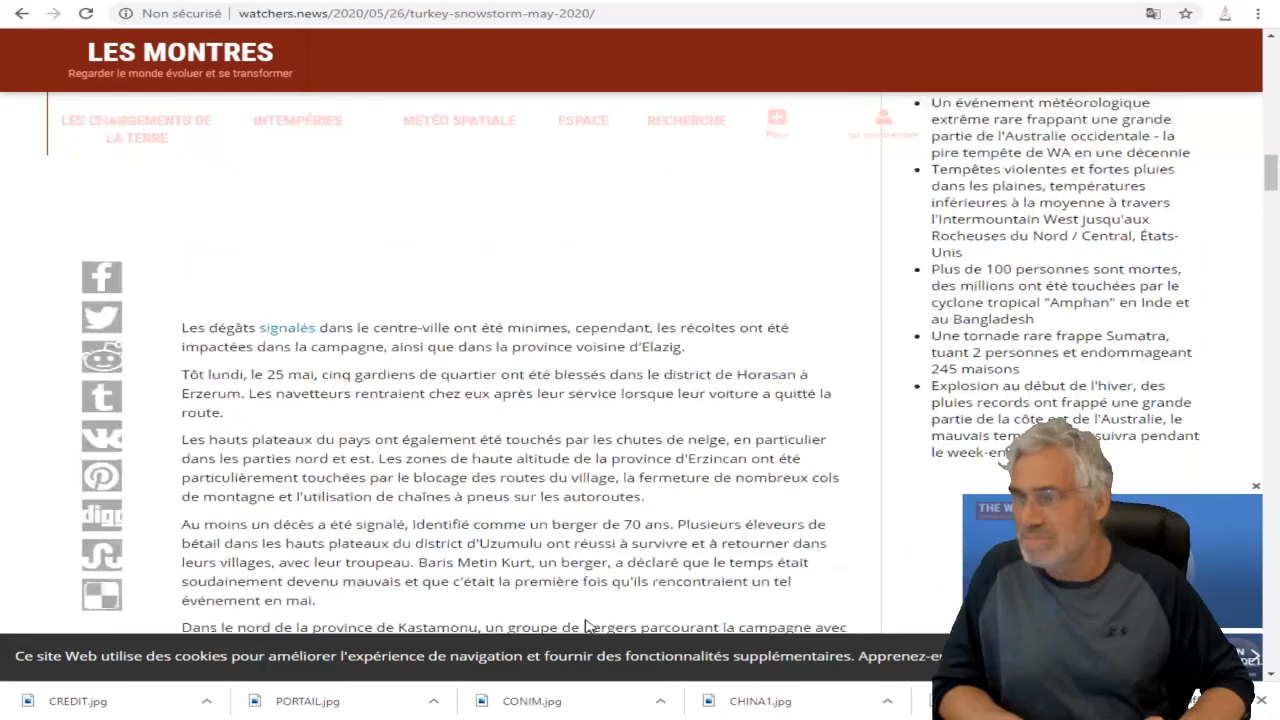 Non sécurisé
watchers.news/2020/05/26/turkey-snowstorm-may-2020/
LES MONTRES
Regarder le monde évoluer et se transformer
LES CHANGEMENTS DE
LA TERRE
INTEMPÉRIES
MÉTÉO SPATIALE
ESPACE
RECHERCHE
Plus
se connecter
Les dégâts signalés dans le centre-ville ont été minimes, cependant, les récoltes ont été
impactées dans la campagne, ainsi que dans la province voisine d'Elazig.
Tôt lundi, le 25 mai, cinq gardiens de quartier ont été blessés dans le district de Horasan à
Erzerum. Les navetteurs rentraient chez eux après leur service lorsque leur voiture a quitté la
route.
Les hauts plateaux du pays ont également été touchés par les chutes de neige, en particulier
dans les parties nord et est. Les zones de haute altitude de la province d'Erzincan ont été
particulièrement touchées par le blocage des routes du village, la fermeture de nombreux cols
de montagne et l'utilisation de chaînes à pneus sur les autoroutes.
Au moins un décès a été signalé, identifié comme un berger de 70 ans. Plusieurs éleveurs de
bétail dans les hauts plateaux du district d'Uzumulu ont réussi à survivre et à retourner dans
leurs villages, avec leur troupeau. Baris Metin Kurt, un berger, a déclaré que le temps était
soudainement devenu mauvais et que c'était la première fois qu'ils rencontraient un tel
événement en mai.
Dans le nord de la province de Kastamonu, un groupe de bergers parcourant la campagne avec
Un événement météorologique
extrême rare frappant une grande
partie de l'Australie occidentale - la
pire tempête de WA en une décennie
Tempêtes violentes et fortes pluies
dans les plaines, températures
inférieures à la moyenne à travers
l'Intermountain West jusqu'aux
Rocheuses du Nord / Central, États-
Unis
Plus de 100 personnes sont mortes,
des millions ont été touchées par le
cyclone tropical "Amphan" en Inde et
au Bangladesh
Une tornade rare frappe Sumatra,
tuant 2 personnes et endommageant
245 maisons
Explosion au début de l'hiver, des
pluies records ont frappé une grande
partie de la côte est de l'Australie, le
mauvais suivra pendant
le
digg
THE
Ce site Web utilise des cookies pour améliorer l'expérience de navigation et fournir des fonctionnalités supplémentaires.
CREDIT.jpg
PORTAIL.jpg
CONIM.jpg
CHINA1.jpg